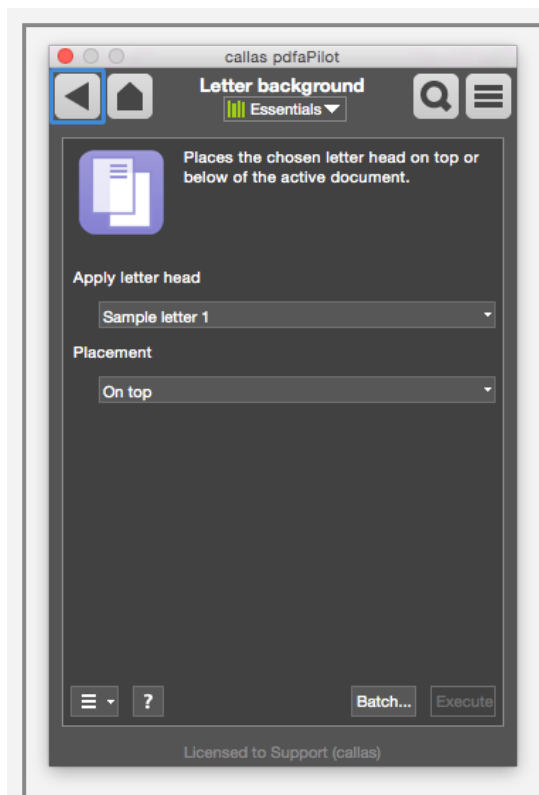 callas pdfaPilot
Letter background
Essentials
Places the chosen letter head on top or
below of the active document.
Apply letter head
Sample letter 1
Placement
On top
?
Batch...
Execute
Licensed to Support (callas)